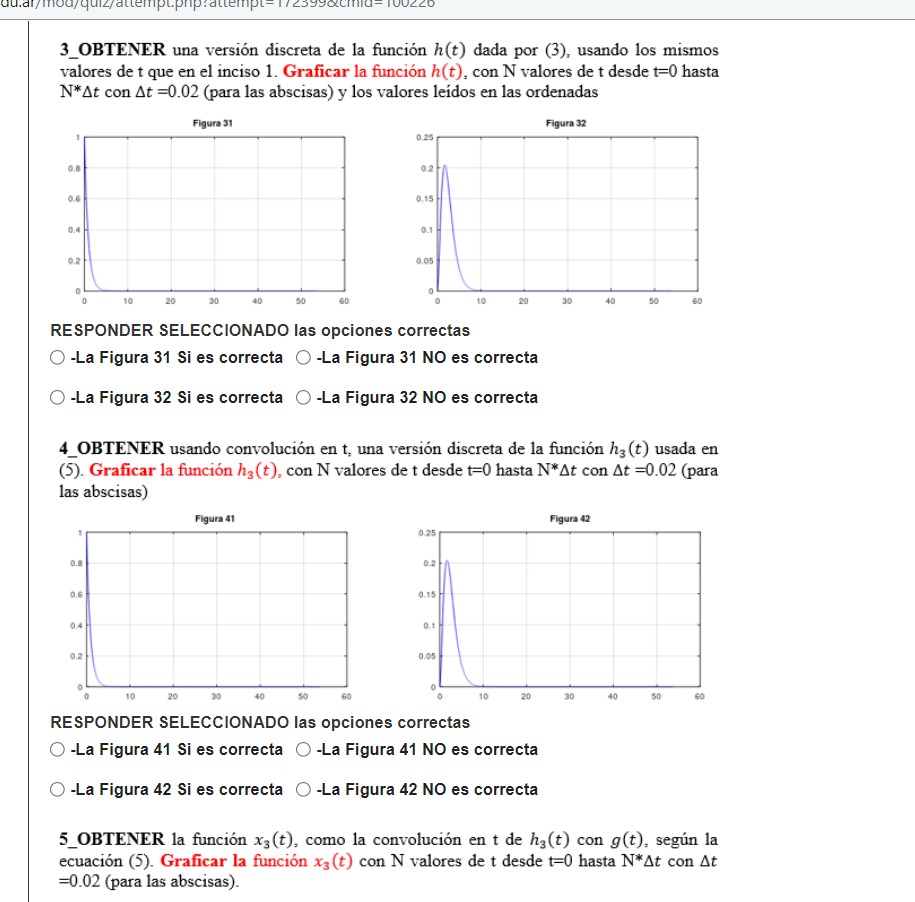 du.ar/mod/quiz/attempt.php?attempt=172399&cmid=100226
3_OBTENER una versión discreta de la función h(t) dada por (3), usando los mismos
valores de t que en el inciso 1. Graficar la función h(t), con N valores de t desde t=0 hasta
N*Δt con Δt =0.02 (para las abscisas) y los valores leídos en las ordenadas
Figura 31
1
0.8
0.6
0.4
0.2
0
0 10 20 30 40 50 60
Figura 32
0.25
0.2
0.15
0.1
0.05
0
0 10 20 30 40 50 60
RESPONDER SELECCIONADO las opciones correctas
-La Figura 31 Si es correcta -La Figura 31 NO es correcta
-La Figura 32 Si es correcta -La Figura 32 NO es correcta
4_OBTENER usando convolución en t, una versión discreta de la función h₃(t) usada en
(5). Graficar la función h₃(t), con N valores de t desde t=0 hasta N*Δt con Δt =0.02 (para
las abscisas)
Figura 41
1
0.8
0.6
0.4
0.2
0
0 10 20 30 40 50 60
Figura 42
0.25
0.2
0.15
0.1
0.05
0
0 10 20 30 40 50 60
RESPONDER SELECCIONADO las opciones correctas
-La Figura 41 Si es correcta -La Figura 41 NO es correcta
-La Figura 42 Si es correcta -La Figura 42 NO es correcta
5_OBTENER la función x₃(t), como la convolución en t de h₃(t) con g(t), según la
ecuación (5). Graficar la función x₃(t) con N valores de t desde t=0 hasta N*Δt con Δt
=0.02 (para las abscisas).